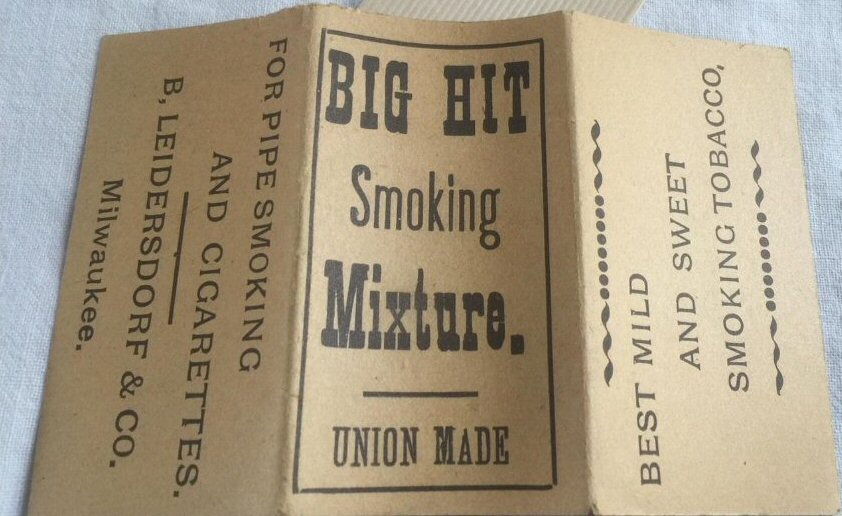 FOR PIPE SMOKING
AND CIGARETTES.
B, LEIDERSDORF & CO.
Milwaukee.
BIG HIT
Smoking
Mixture.
UNION MADE
BEST MILD
AND SWEET
SMOKING TOBACCO,